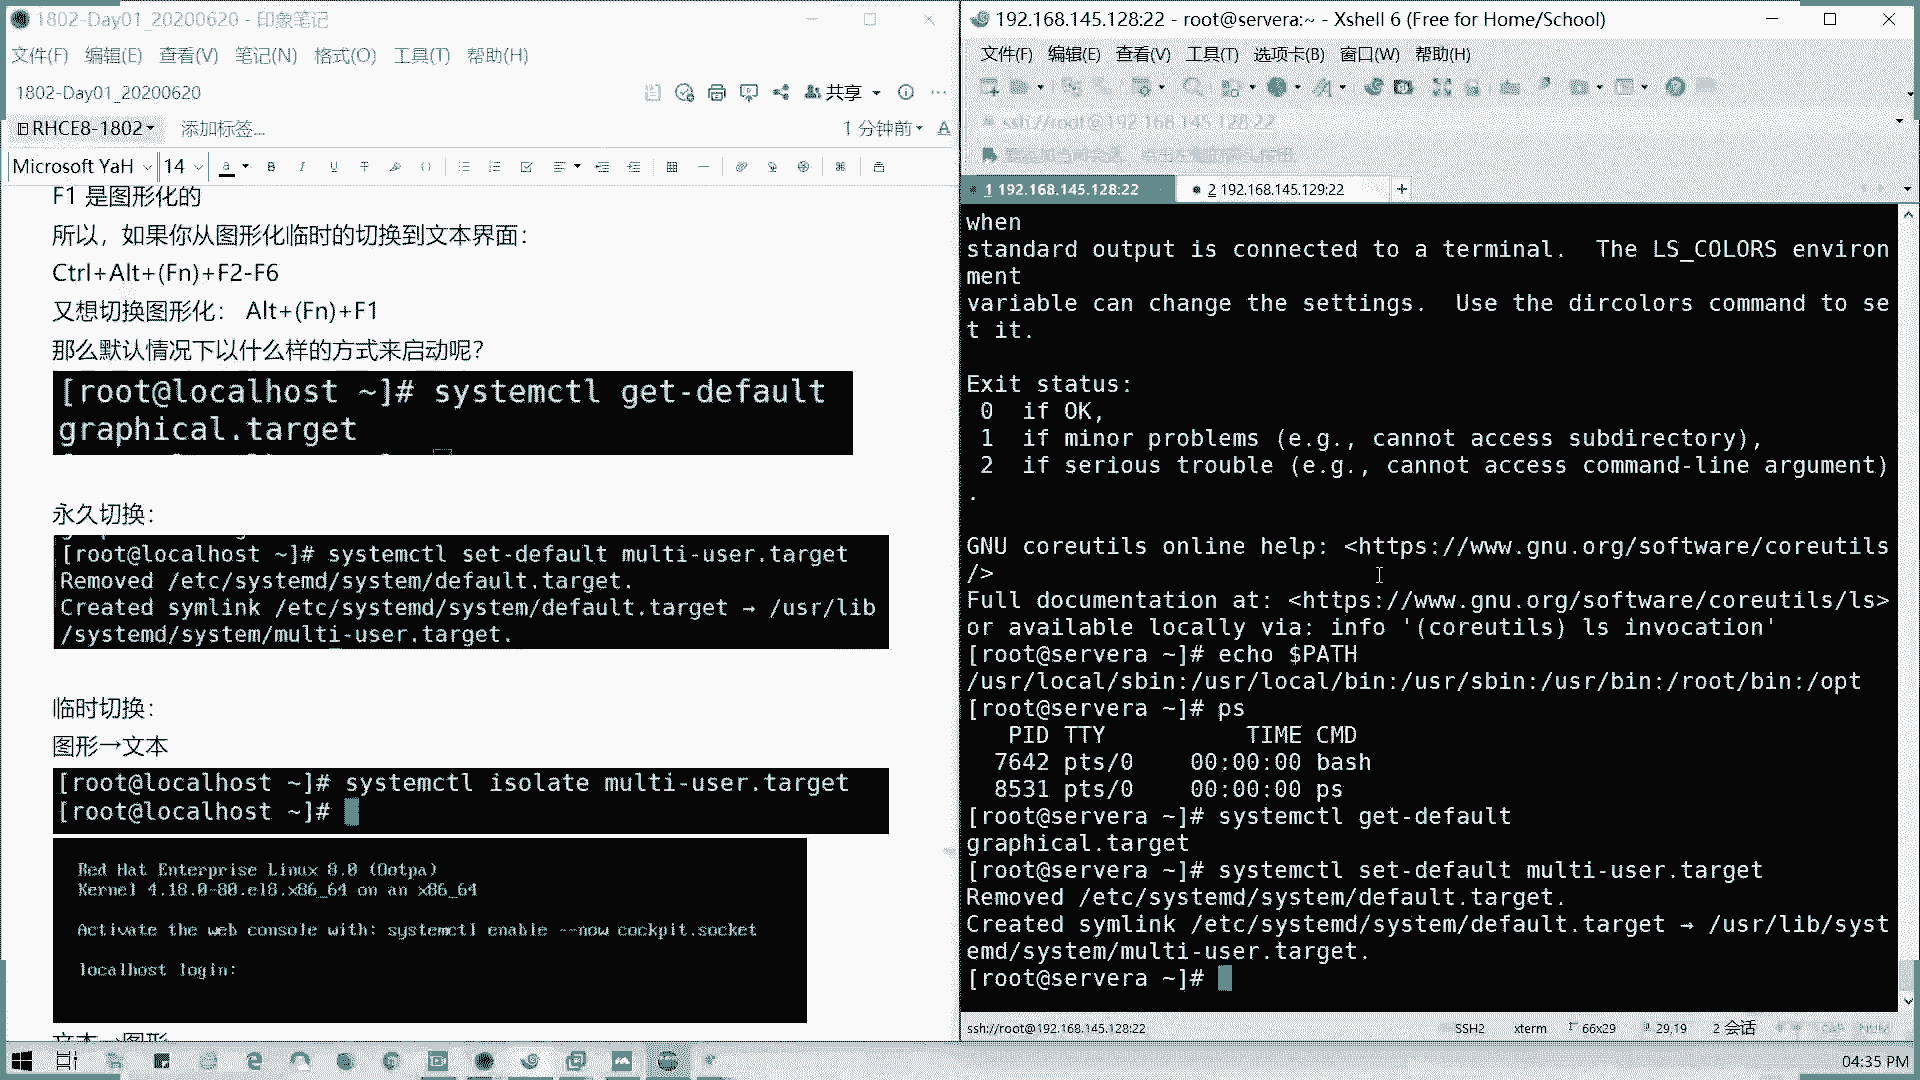 1802-Day01_20200620 - 印象笔记
文件(F) 编辑(E) 查看(V) 笔记(N) 格式(O) 工具(T) 帮助(H)
1802-Day01_20200620
共享
RHCE8-1802
添加标签...
1 分钟前
Microsoft YaH 14
F1 是图形化的
所以，如果你从图形化临时的切换到文本界面：
Ctrl+Alt+(Fn)+F2-F6
又想切换图形化： Alt+(Fn)+F1
那么默认情况下以什么样的方式来启动呢？
[root@localhost ~]# systemctl get-default
graphical.target
永久切换：
[root@localhost ~]# systemctl set-default multi-user.target
Removed /etc/systemd/system/default.target.
Created symlink /etc/systemd/system/default.target → /usr/lib
/systemd/system/multi-user.target.
临时切换：
图形→文本
[root@localhost ~]# systemctl isolate multi-user.target
[root@localhost ~]#
Red Hat Enterprise Linux 8.0 (Ootpa)
Kernel 4.18.0-80.el8.x86_64 on an x86_64
Activate the web console with: systemctl enable --now cockpit.socket
localhost login:
文本→图形
192.168.145.128:22 - root@servera:~ - Xshell 6 (Free for Home/School)
文件(F) 编辑(E) 查看(V) 工具(T) 选项卡(B) 窗口(W) 帮助(H)
ssh://root@192.168.145.128:22
1 192.168.145.128:22
2 192.168.145.129:22
when
standard output is connected to a terminal.  The LS_COLORS environ
ment
variable can change the settings.  Use the dircolors command to se
t it.
Exit status:
0  if OK,
1  if minor problems (e.g., cannot access subdirectory),
2  if serious trouble (e.g., cannot access command-line argument)
.
GNU coreutils online help: <https://www.gnu.org/software/coreutils
/>
Full documentation at: <https://www.gnu.org/software/coreutils/ls>
or available locally via: info '(coreutils) ls invocation'
[root@servera ~]# echo $PATH
/usr/local/sbin:/usr/local/bin:/usr/sbin:/usr/bin:/root/bin:/opt
[root@servera ~]# ps
PID TTY          TIME CMD
7642 pts/0    00:00:00 bash
8531 pts/0    00:00:00 ps
[root@servera ~]# systemctl get-default
graphical.target
[root@servera ~]# systemctl set-default multi-user.target
Removed /etc/systemd/system/default.target.
Created symlink /etc/systemd/system/default.target → /usr/lib/syst
emd/system/multi-user.target.
[root@servera ~]#
ssh://root@192.168.145.128:22 SSH2 xterm 66x29 29,19 2 会话 CAP NUM
04:35 PM